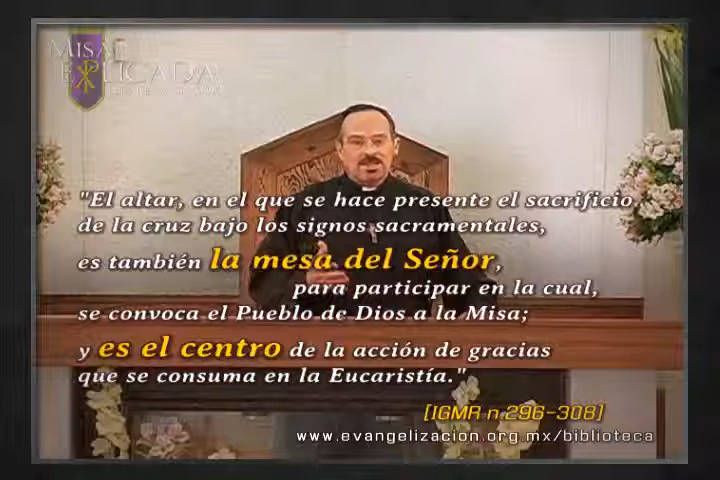 MISA
EXPLICADA
"El altar, en el que se hace presente el sacrificio
de la cruz bajo los signos sacramentales,
es también la mesa del Señor,
para participar en la cual,
se convoca el Pueblo de Dios a la Misa;
y es el centro de la acción de gracias
que se consuma en la Eucaristía."
[IGMR n.296-308]
www.evangelizacion.org.mx/biblioteca